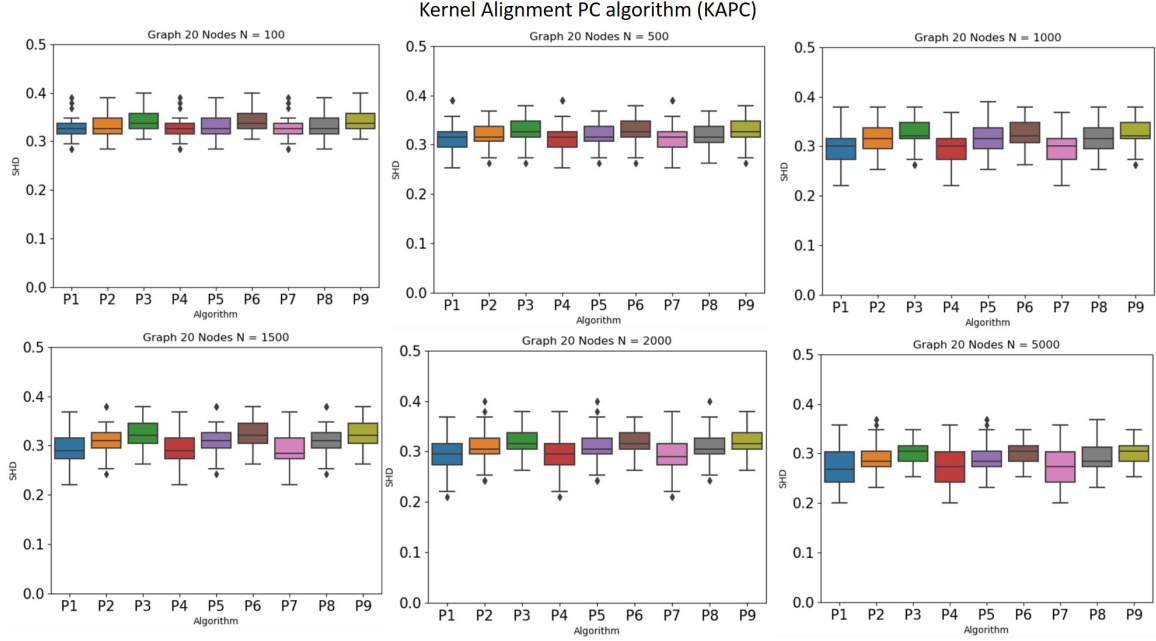 Kernel Alignment PC algorithm (KAPC)
Graph 20 Nodes N = 100
0.5
0.4
0.3
0.2
0.1
0.0
SHD
P1 P2 P3 P4 P5 P6 P7 P8 P9
Algorithm
Graph 20 Nodes N = 500
0.5
0.4
0.3
0.2
0.1
0.0
SHD
P1 P2 P3 P4 P5 P6 P7 P8 P9
Algorithm
Graph 20 Nodes N = 1000
0.5
0.4
0.3
0.2
0.1
0.0
SHD
P1 P2 P3 P4 P5 P6 P7 P8 P9
Algorithm
Graph 20 Nodes N = 1500
0.5
0.4
0.3
0.2
0.1
0.0
SHD
P1 P2 P3 P4 P5 P6 P7 P8 P9
Algorithm
Graph 20 Nodes N = 2000
0.5
0.4
0.3
0.2
0.1
0.0
SHD
P1 P2 P3 P4 P5 P6 P7 P8 P9
Algorithm
Graph 20 Nodes N = 5000
0.5
0.4
0.3
0.2
0.1
0.0
SHD
P1 P2 P3 P4 P5 P6 P7 P8 P9
Algorithm